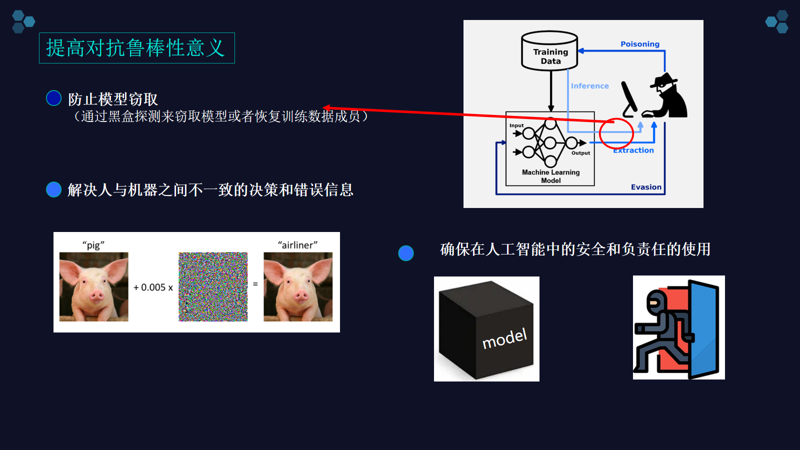 提高对抗鲁棒性意义
防止模型窃取
（通过黑盒探测来窃取模型或者恢复训练数据成员）
Training
Data
Poisoning
Inference
Input
Output
Extraction
Machine Learning
Model
Evasion
解决人与机器之间不一致的决策和错误信息
“pig”
“airliner”
+ 0.005 x
=
确保在人工智能中的安全和负责任的使用
model